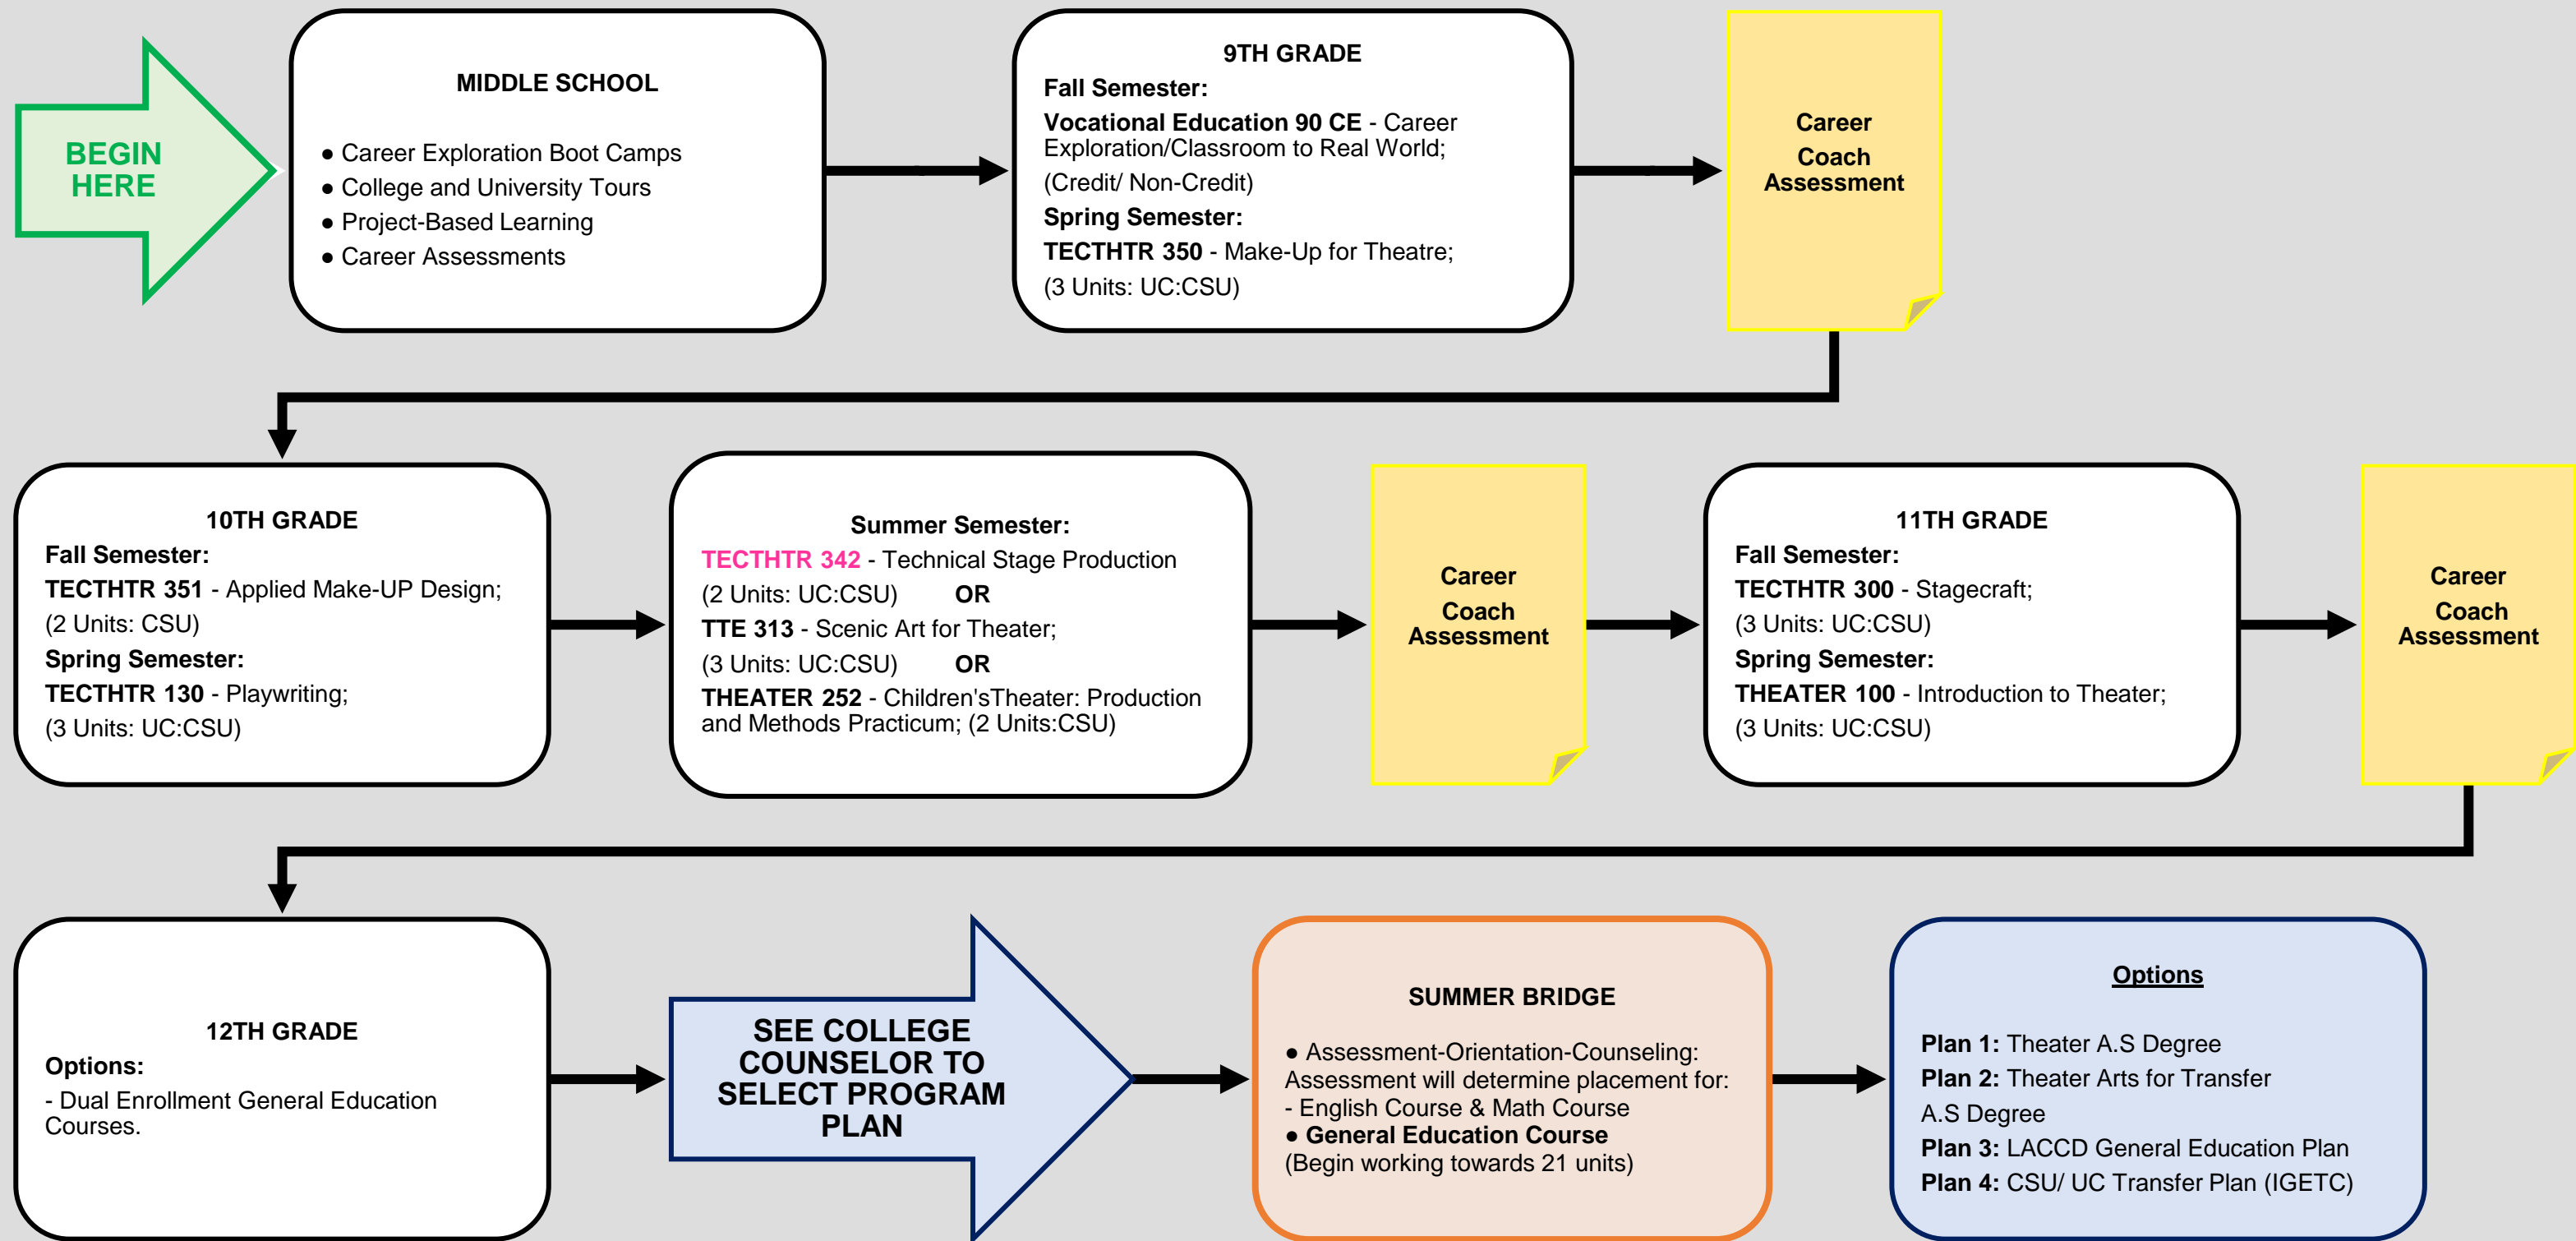 BEGIN
HERE
MIDDLE SCHOOL
● Career Exploration Boot Camps
● College and University Tours
● Project-Based Learning
● Career Assessments
9TH GRADE
Fall Semester:
Vocational Education 90 CE - Career
Exploration/Classroom to Real World;
(Credit/ Non-Credit)
Spring Semester:
TECTHTR 350 - Make-Up for Theatre;
(3 Units: UC:CSU)
Career
Coach
Assessment
10TH GRADE
Fall Semester:
TECTHTR 351 - Applied Make-UP Design;
(2 Units: CSU)
Spring Semester:
TECTHTR 130 - Playwriting;
(3 Units: UC:CSU)
Summer Semester:
TECTHTR 342 - Technical Stage Production
(2 Units: UC:CSU) OR
TTE 313 - Scenic Art for Theater;
(3 Units: UC:CSU) OR
THEATER 252 - Children'sTheater: Production
and Methods Practicum; (2 Units:CSU)
Career
Coach
Assessment
11TH GRADE
Fall Semester:
TECTHTR 300 - Stagecraft;
(3 Units: UC:CSU)
Spring Semester:
THEATER 100 - Introduction to Theater;
(3 Units: UC:CSU)
Career
Coach
Assessment
12TH GRADE
Options:
- Dual Enrollment General Education
Courses.
SEE COLLEGE
COUNSELOR TO
SELECT PROGRAM
PLAN
SUMMER BRIDGE
● Assessment-Orientation-Counseling:
Assessment will determine placement for:
- English Course & Math Course
● General Education Course
(Begin working towards 21 units)
Options
Plan 1: Theater A.S Degree
Plan 2: Theater Arts for Transfer
A.S Degree
Plan 3: LACCD General Education Plan
Plan 4: CSU/ UC Transfer Plan (IGETC)